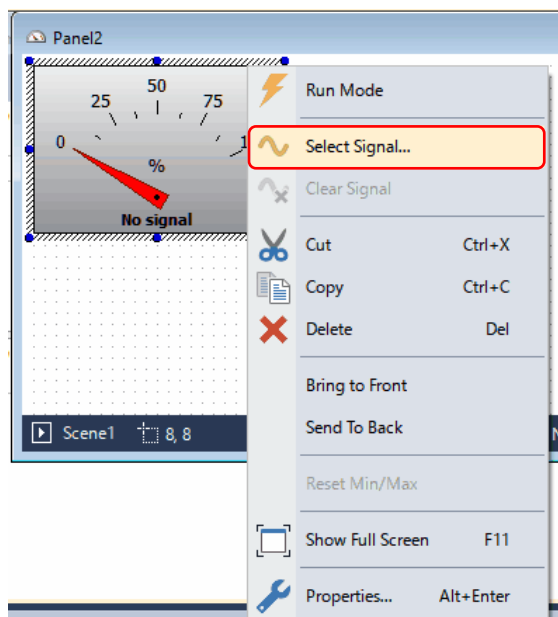 Panel2
50
25
75
0
1
%
No signal
Scene1
8, 8
Run Mode
Select Signal...
Clear Signal
Cut Ctrl+X
Copy Ctrl+C
Delete Del
Bring to Front
Send To Back
Reset Min/Max
Show Full Screen F11
Properties... Alt+Enter